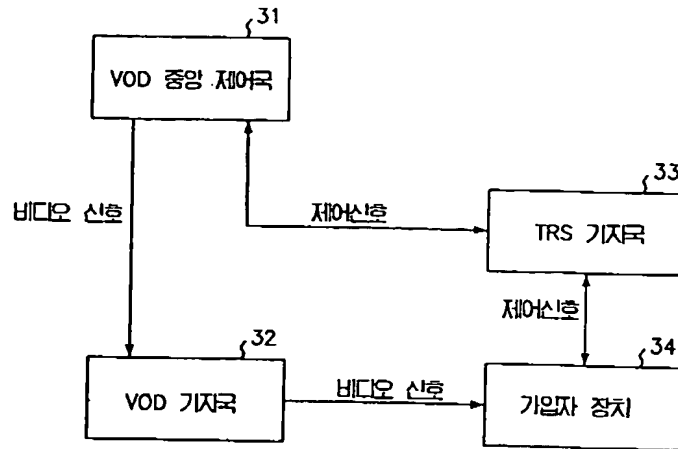 31
VOD 중앙 제어국
33
비디오 신호
제어신호
TRS 기지국
제어신호
32
34
VOD 기지국
비디오 신호
가입자 장치